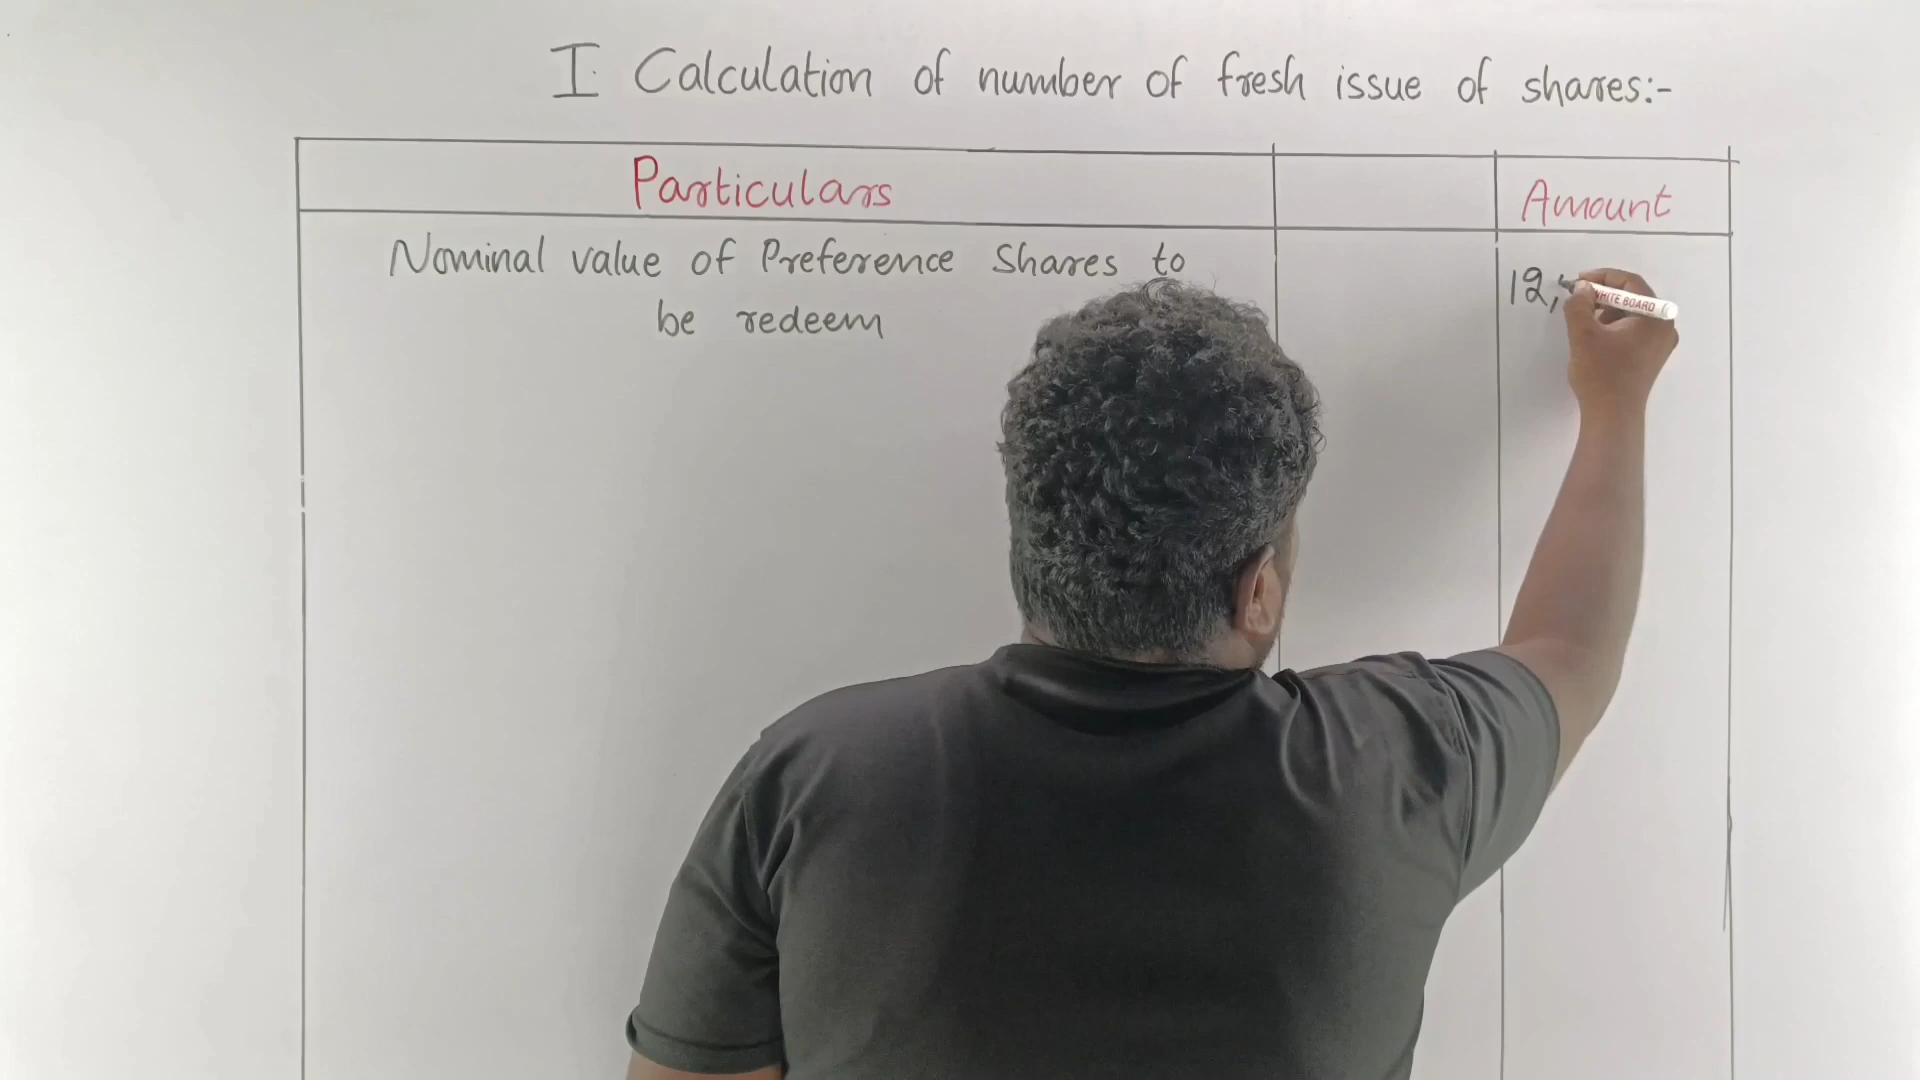 I. Calculation of number of fresh issue of shares:-
Particulars
Amount
Nominal value of Preference Shares to
be redeem
12,
WHITE BOARD